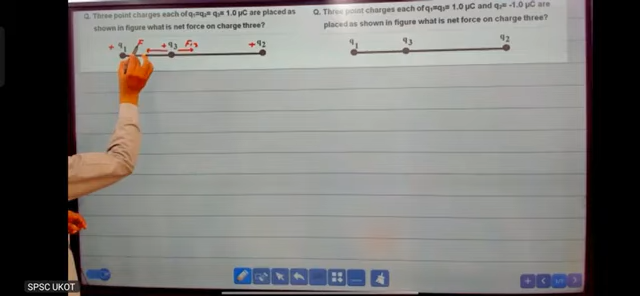 Q. Three point charges each of q₁=q₂= q₃= 1.0 μC are placed as
shown in figure what is net force on charge three?
+ q₁ F +q₃ F₁₃ +q₂
Q. Three point charges each of q₁=q₃= 1.0 μC and q₂= -1.0 μC are
placed as shown in figure what is net force on charge three?
q₁ q₃ q₂
SPSC UKOT